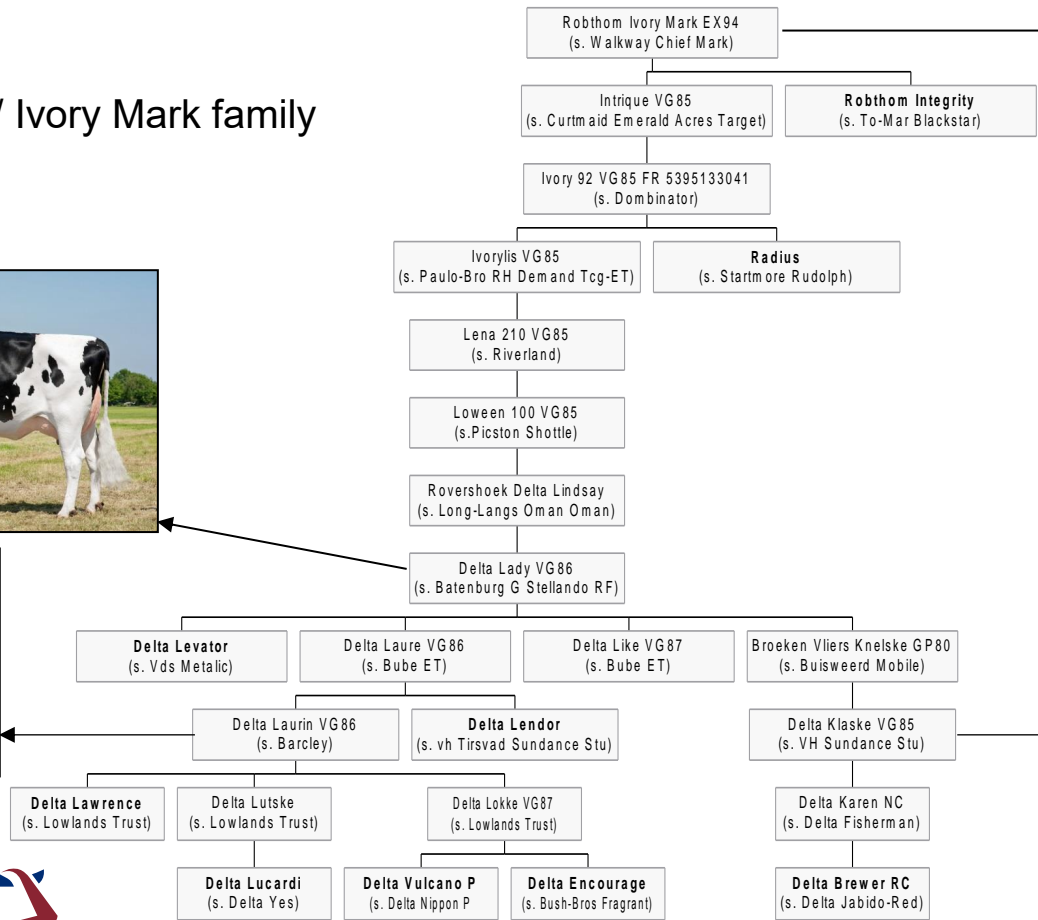 / Ivory Mark family
Robthom Ivory Mark EX94
(s. Walkway Chief Mark)
Intrique VG85
(s. Curtmaid Emerald Acres Target)
Robthom Integrity
(s. To-Mar Blackstar)
Ivory 92 VG85 FR 5395133041
(s. Dombinator)
Ivorylis VG85
(s. Paulo-Bro RH Demand Tcg-ET)
Radius
(s. Startmore Rudolph)
Lena 210 VG85
(s. Riverland)
Loween 100 VG85
(s.Picston Shottle)
Rovershoek Delta Lindsay
(s. Long-Langs Oman Oman)
Delta Lady VG86
(s. Batenburg G Stellando RF)
Delta Levator
(s. Vds Metalic)
Delta Laure VG86
(s. Bube ET)
Delta Like VG87
(s. Bube ET)
Broeken Vliers Knelske GP80
(s. Buisweerd Mobile)
Delta Laurin VG86
(s. Barcley)
Delta Lendor
(s. vh Tirsvad Sundance Stu)
Delta Klaske VG85
(s. VH Sundance Stu)
Delta Lawrence
(s. Lowlands Trust)
Delta Lutske
(s. Lowlands Trust)
Delta Lokke VG87
(s. Lowlands Trust)
Delta Karen NC
(s. Delta Fisherman)
Delta Lucardi
(s. Delta Yes)
Delta Vulcano P
(s. Delta Nippon P
Delta Encourage
(s. Bush-Bros Fragrant)
Delta Brewer RC
(s. Delta Jabido-Red)